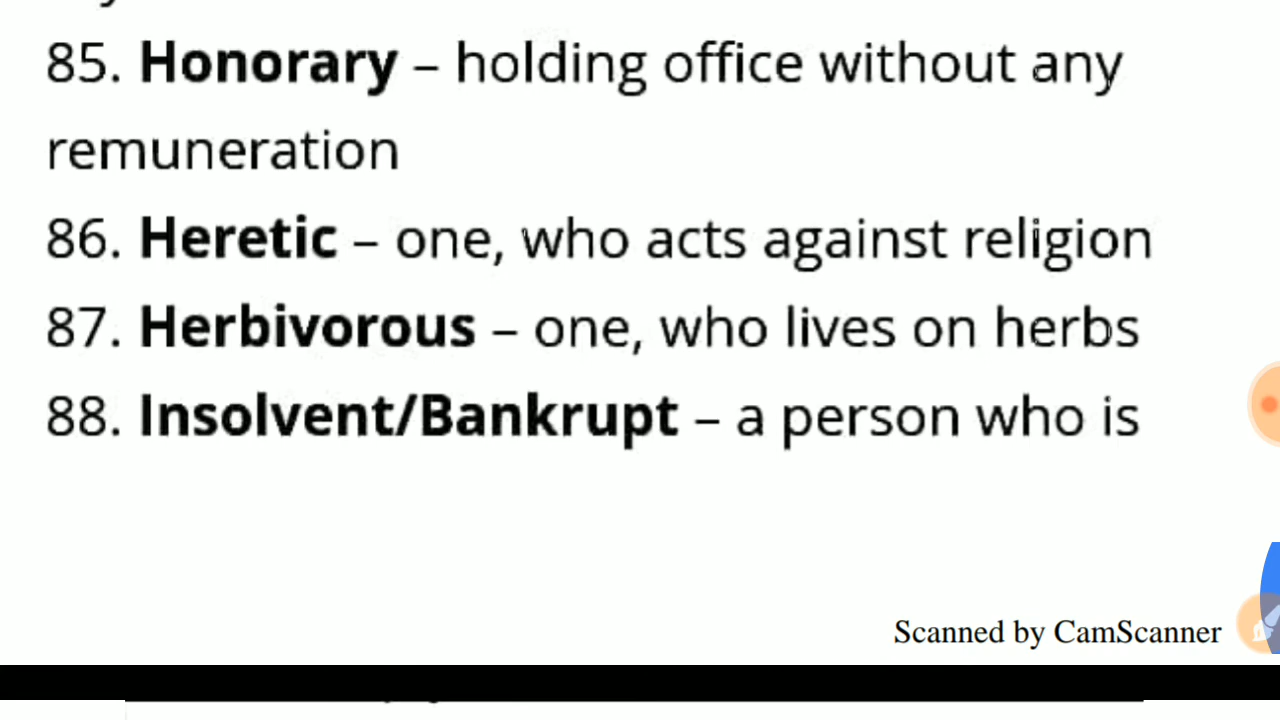 85. Honorary – holding office without any
remuneration
86. Heretic – one, who acts against religion
87. Herbivorous – one, who lives on herbs
88. Insolvent/Bankrupt – a person who is
Scanned by CamScanner